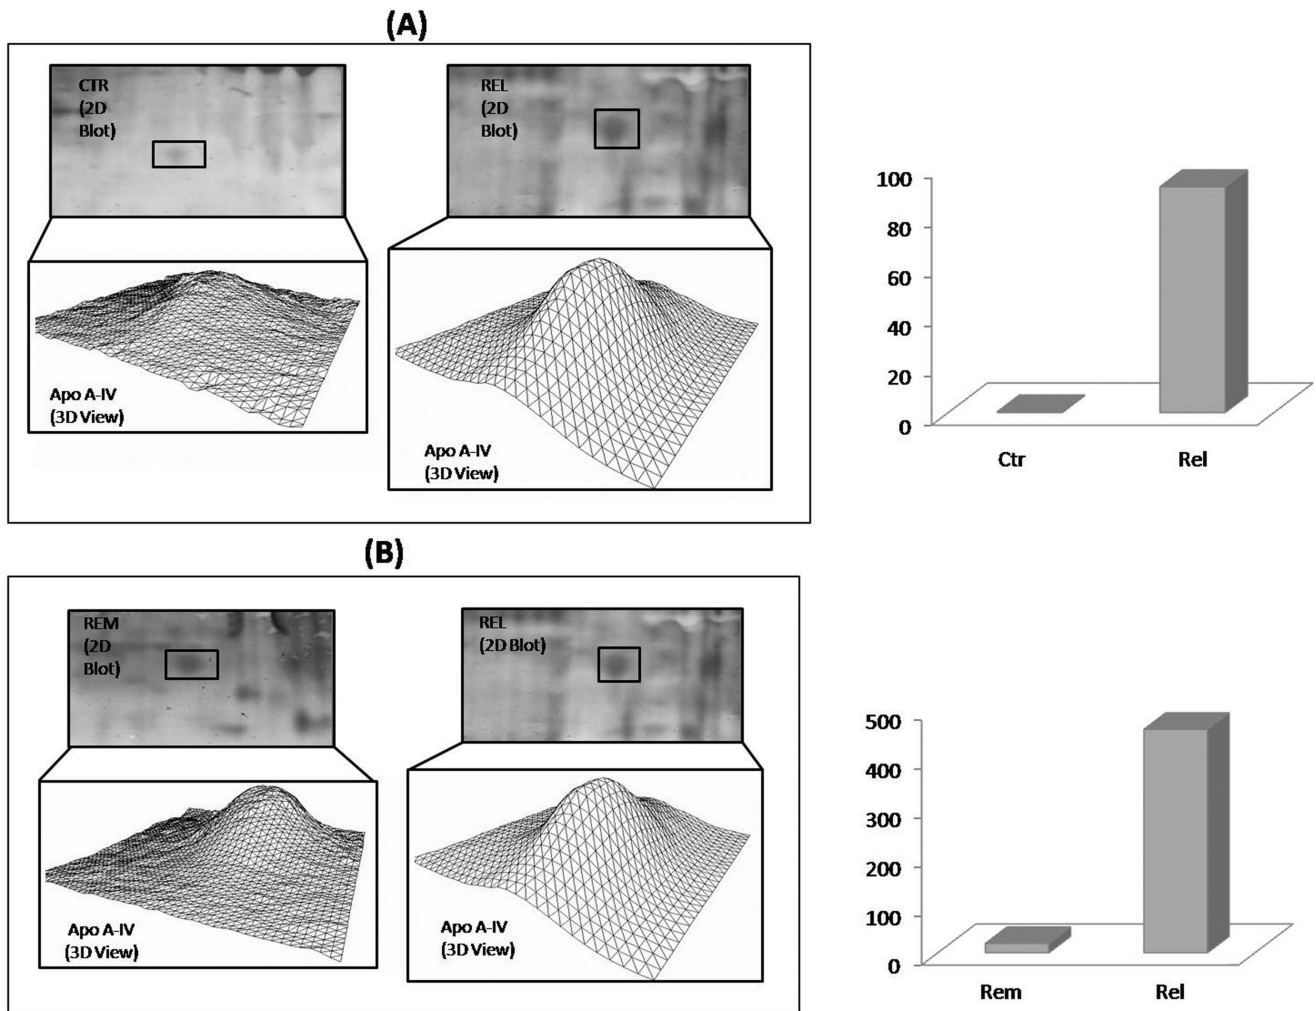 (A)
CTR
(2D
Blot)
REL
(2D
Blot)
Apo A-IV
(3D View)
Apo A-IV
(3D View)
100
80
60
40
20
0
Ctr
Rel
(B)
REM
(2D
Blot)
REL
(2D Blot)
Apo A-IV
(3D View)
Apo A-IV
(3D View)
500
400
300
200
100
0
Rem
Rel